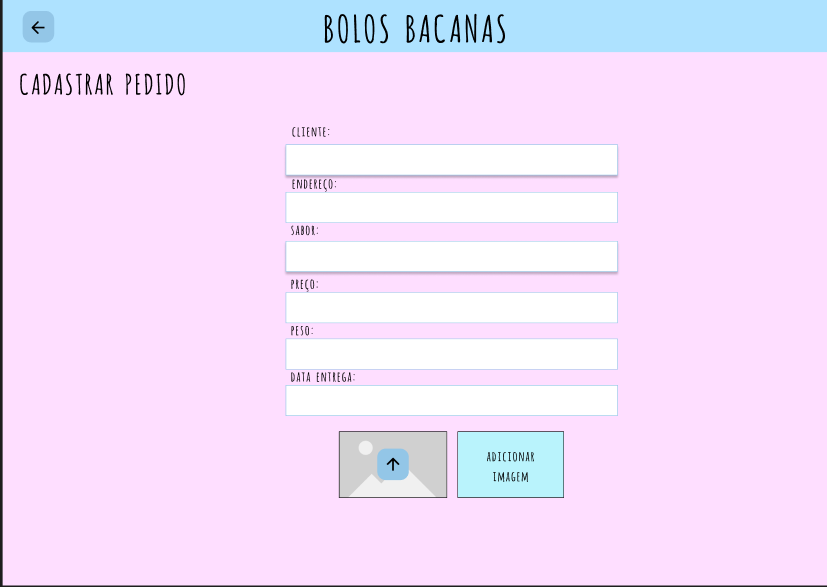 BOLOS BACANAS
CADASTRAR PEDIDO
CLIENTE:
ENDEREÇO:
SABOR:
PREÇO:
PESO:
DATA ENTREGA:
ADICIONAR
IMAGEM